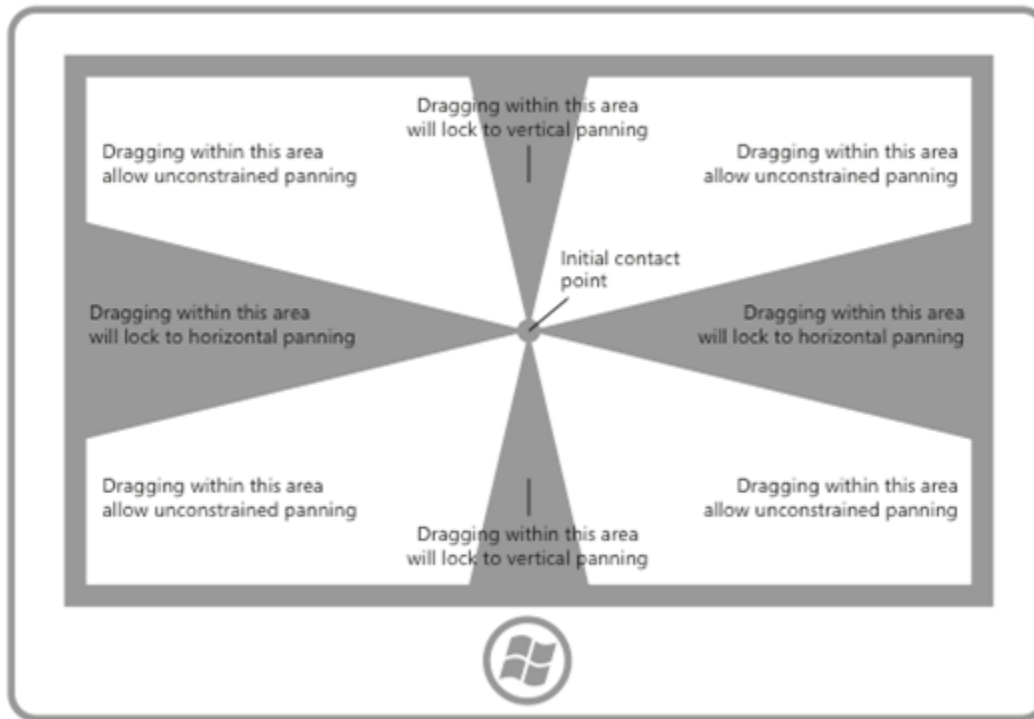 Dragging within this area
will lock to vertical panning
Dragging within this area
allow unconstrained panning
Dragging within this area
allow unconstrained panning
Initial contact
point
Dragging within this area
will lock to horizontal panning
Dragging within this area
will lock to horizontal panning
Dragging within this area
allow unconstrained panning
Dragging within this area
allow unconstrained panning
Dragging within this area
will lock to vertical panning